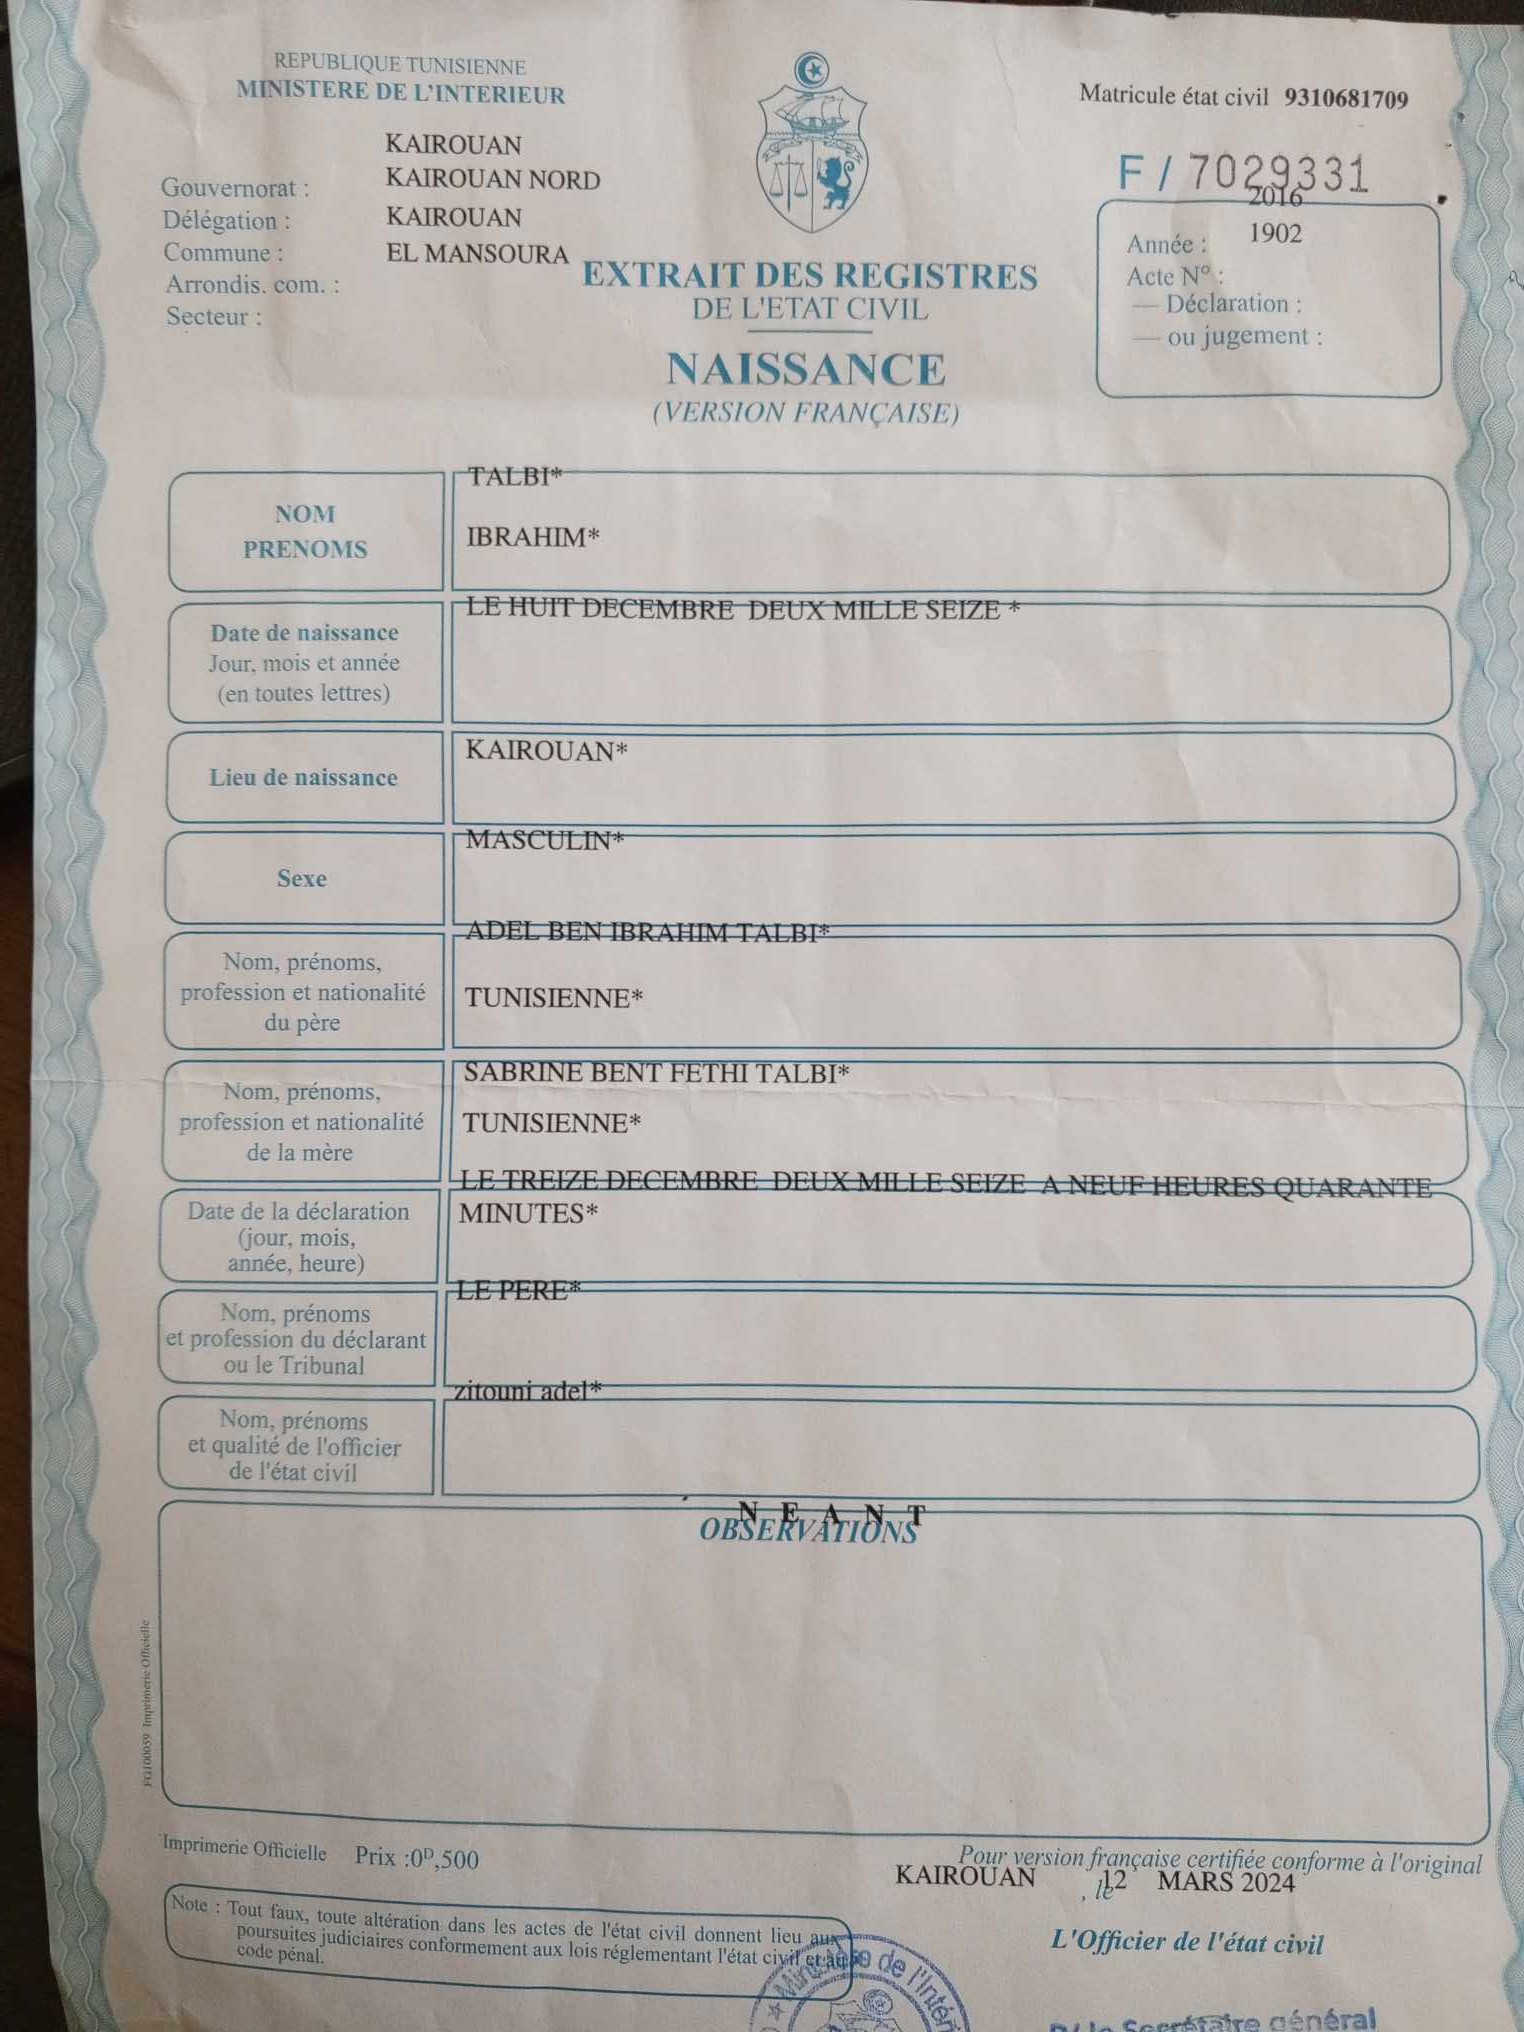 REPUBLIQUE TUNISIENNE
MINISTERE DE L'INTERIEUR
Matricule état civil 9310681709
F / 7029331
Gouvernorat : KAIROUAN
Délégation : KAIROUAN NORD
Commune : KAIROUAN
Arrondis. com. : EL MANSOURA
Secteur :
2016
Année : 1902
Acte N° :
— Déclaration :
— ou jugement :
EXTRAIT DES REGISTRES
DE L'ETAT CIVIL
NAISSANCE
(VERSION FRANÇAISE)
NOM
PRENOMS
TALBI*
IBRAHIM*
Date de naissance
Jour, mois et année
(en toutes lettres)
LE HUIT DECEMBRE DEUX MILLE SEIZE *
Lieu de naissance
KAIROUAN*
Sexe
MASCULIN*
Nom, prénoms,
profession et nationalité
du père
ADEL BEN IBRAHIM TALBI*
TUNISIENNE*
Nom, prénoms,
profession et nationalité
de la mère
SABRINE BENT FETHI TALBI*
TUNISIENNE*
Date de la déclaration
(jour, mois,
année, heure)
LE TREIZE DECEMBRE DEUX MILLE SEIZE A NEUF HEURES QUARANTE
MINUTES*
Nom, prénoms
et profession du déclarant
ou le Tribunal
LE PERE*
Nom, prénoms
et qualité de l'officier
de l'état civil
zitouni adel*
N E A N T
OBSERVATIONS
FG100039 Imprimerie Officielle
Imprimerie Officielle Prix :0ᴰ,500
Pour version française certifiée conforme à l'original
KAIROUAN , le 12 MARS 2024
L'Officier de l'état civil
Note : Tout faux, toute altération dans les actes de l'état civil donnent lieu aux
poursuites judiciaires conformement aux lois réglementant l'état civil et au
code pénal.
Ministère de l'Intéri
P/ le Secrétaire général